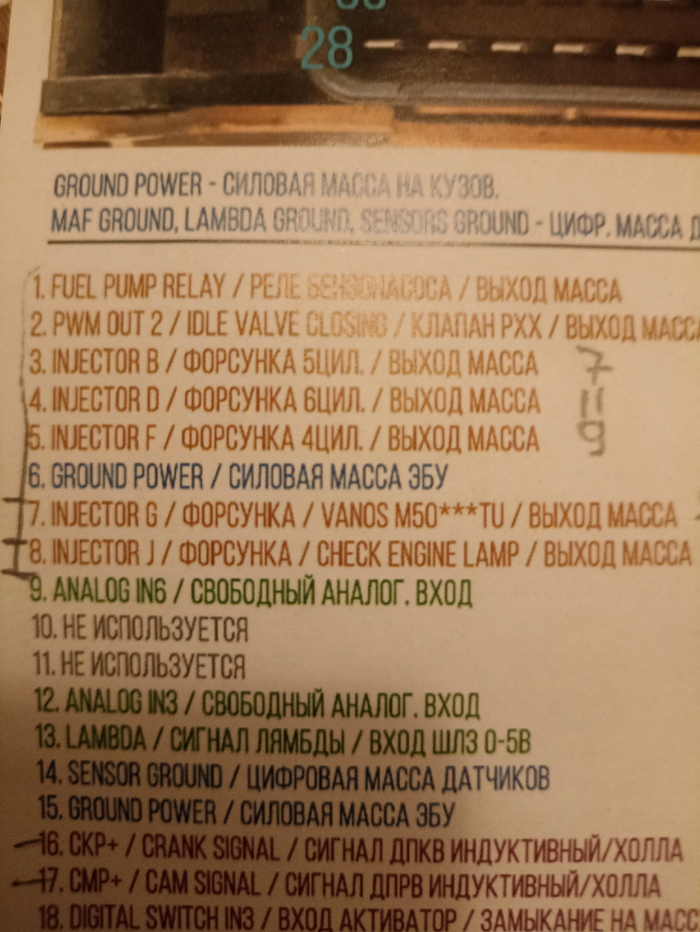 28
GROUND POWER - СИЛОВАЯ МАССА НА КУЗОВ.
MAF GROUND, LAMBDA GROUND, SENSORS GROUND - ЦИФР. МАССА Д
1. FUEL PUMP RELAY / РЕЛЕ БЕНЗОНАСОСА / ВЫХОД МАССА
2. PWM OUT 2 / IDLE VALVE CLOSING / КЛАПАН РХХ / ВЫХОД МАССА
3. INJECTOR B / ФОРСУНКА 5ЦИЛ. / ВЫХОД МАССА
4. INJECTOR D / ФОРСУНКА 6ЦИЛ. / ВЫХОД МАССА
5. INJECTOR F / ФОРСУНКА 4ЦИЛ. / ВЫХОД МАССА
6. GROUND POWER / СИЛОВАЯ МАССА ЭБУ
7. INJECTOR G / ФОРСУНКА / VANOS M50***TU / ВЫХОД МАССА
8. INJECTOR J / ФОРСУНКА / CHECK ENGINE LAMP / ВЫХОД МАССА
9. ANALOG IN6 / СВОБОДНЫЙ АНАЛОГ. ВХОД
10. НЕ ИСПОЛЬЗУЕТСЯ
11. НЕ ИСПОЛЬЗУЕТСЯ
12. ANALOG IN3 / СВОБОДНЫЙ АНАЛОГ. ВХОД
13. LAMBDA / СИГНАЛ ЛЯМБДЫ / ВХОД ШЛЗ 0-5В
14. SENSOR GROUND / ЦИФРОВАЯ МАССА ДАТЧИКОВ
15. GROUND POWER / СИЛОВАЯ МАССА ЭБУ
16. CKP+ / CRANK SIGNAL / СИГНАЛ ДПКВ ИНДУКТИВНЫЙ/ХОЛЛА
17. CMP+ / CAM SIGNAL / СИГНАЛ ДПРВ ИНДУКТИВНЫЙ/ХОЛЛА
18. DIGITAL SWITCH IN3 / ВХОД АКТИВАТОР / ЗАМЫКАНИЕ НА МАСС